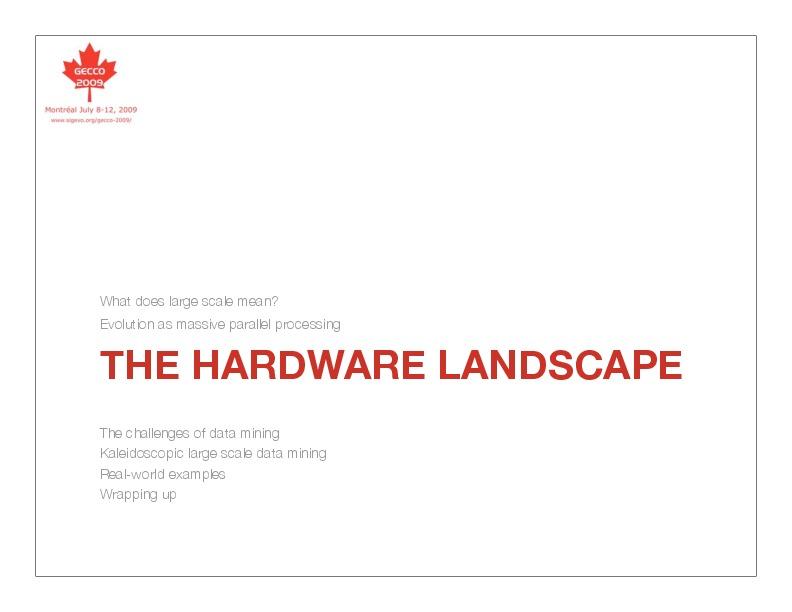 GECCO
2009
Montréal July 8-12, 2009
www.sigevo.org/gecco-2009/
What does large scale mean?
Evolution as massive parallel processing
THE HARDWARE LANDSCAPE
The challenges of data mining
Kaleidoscopic large scale data mining
Real-world examples
Wrapping up